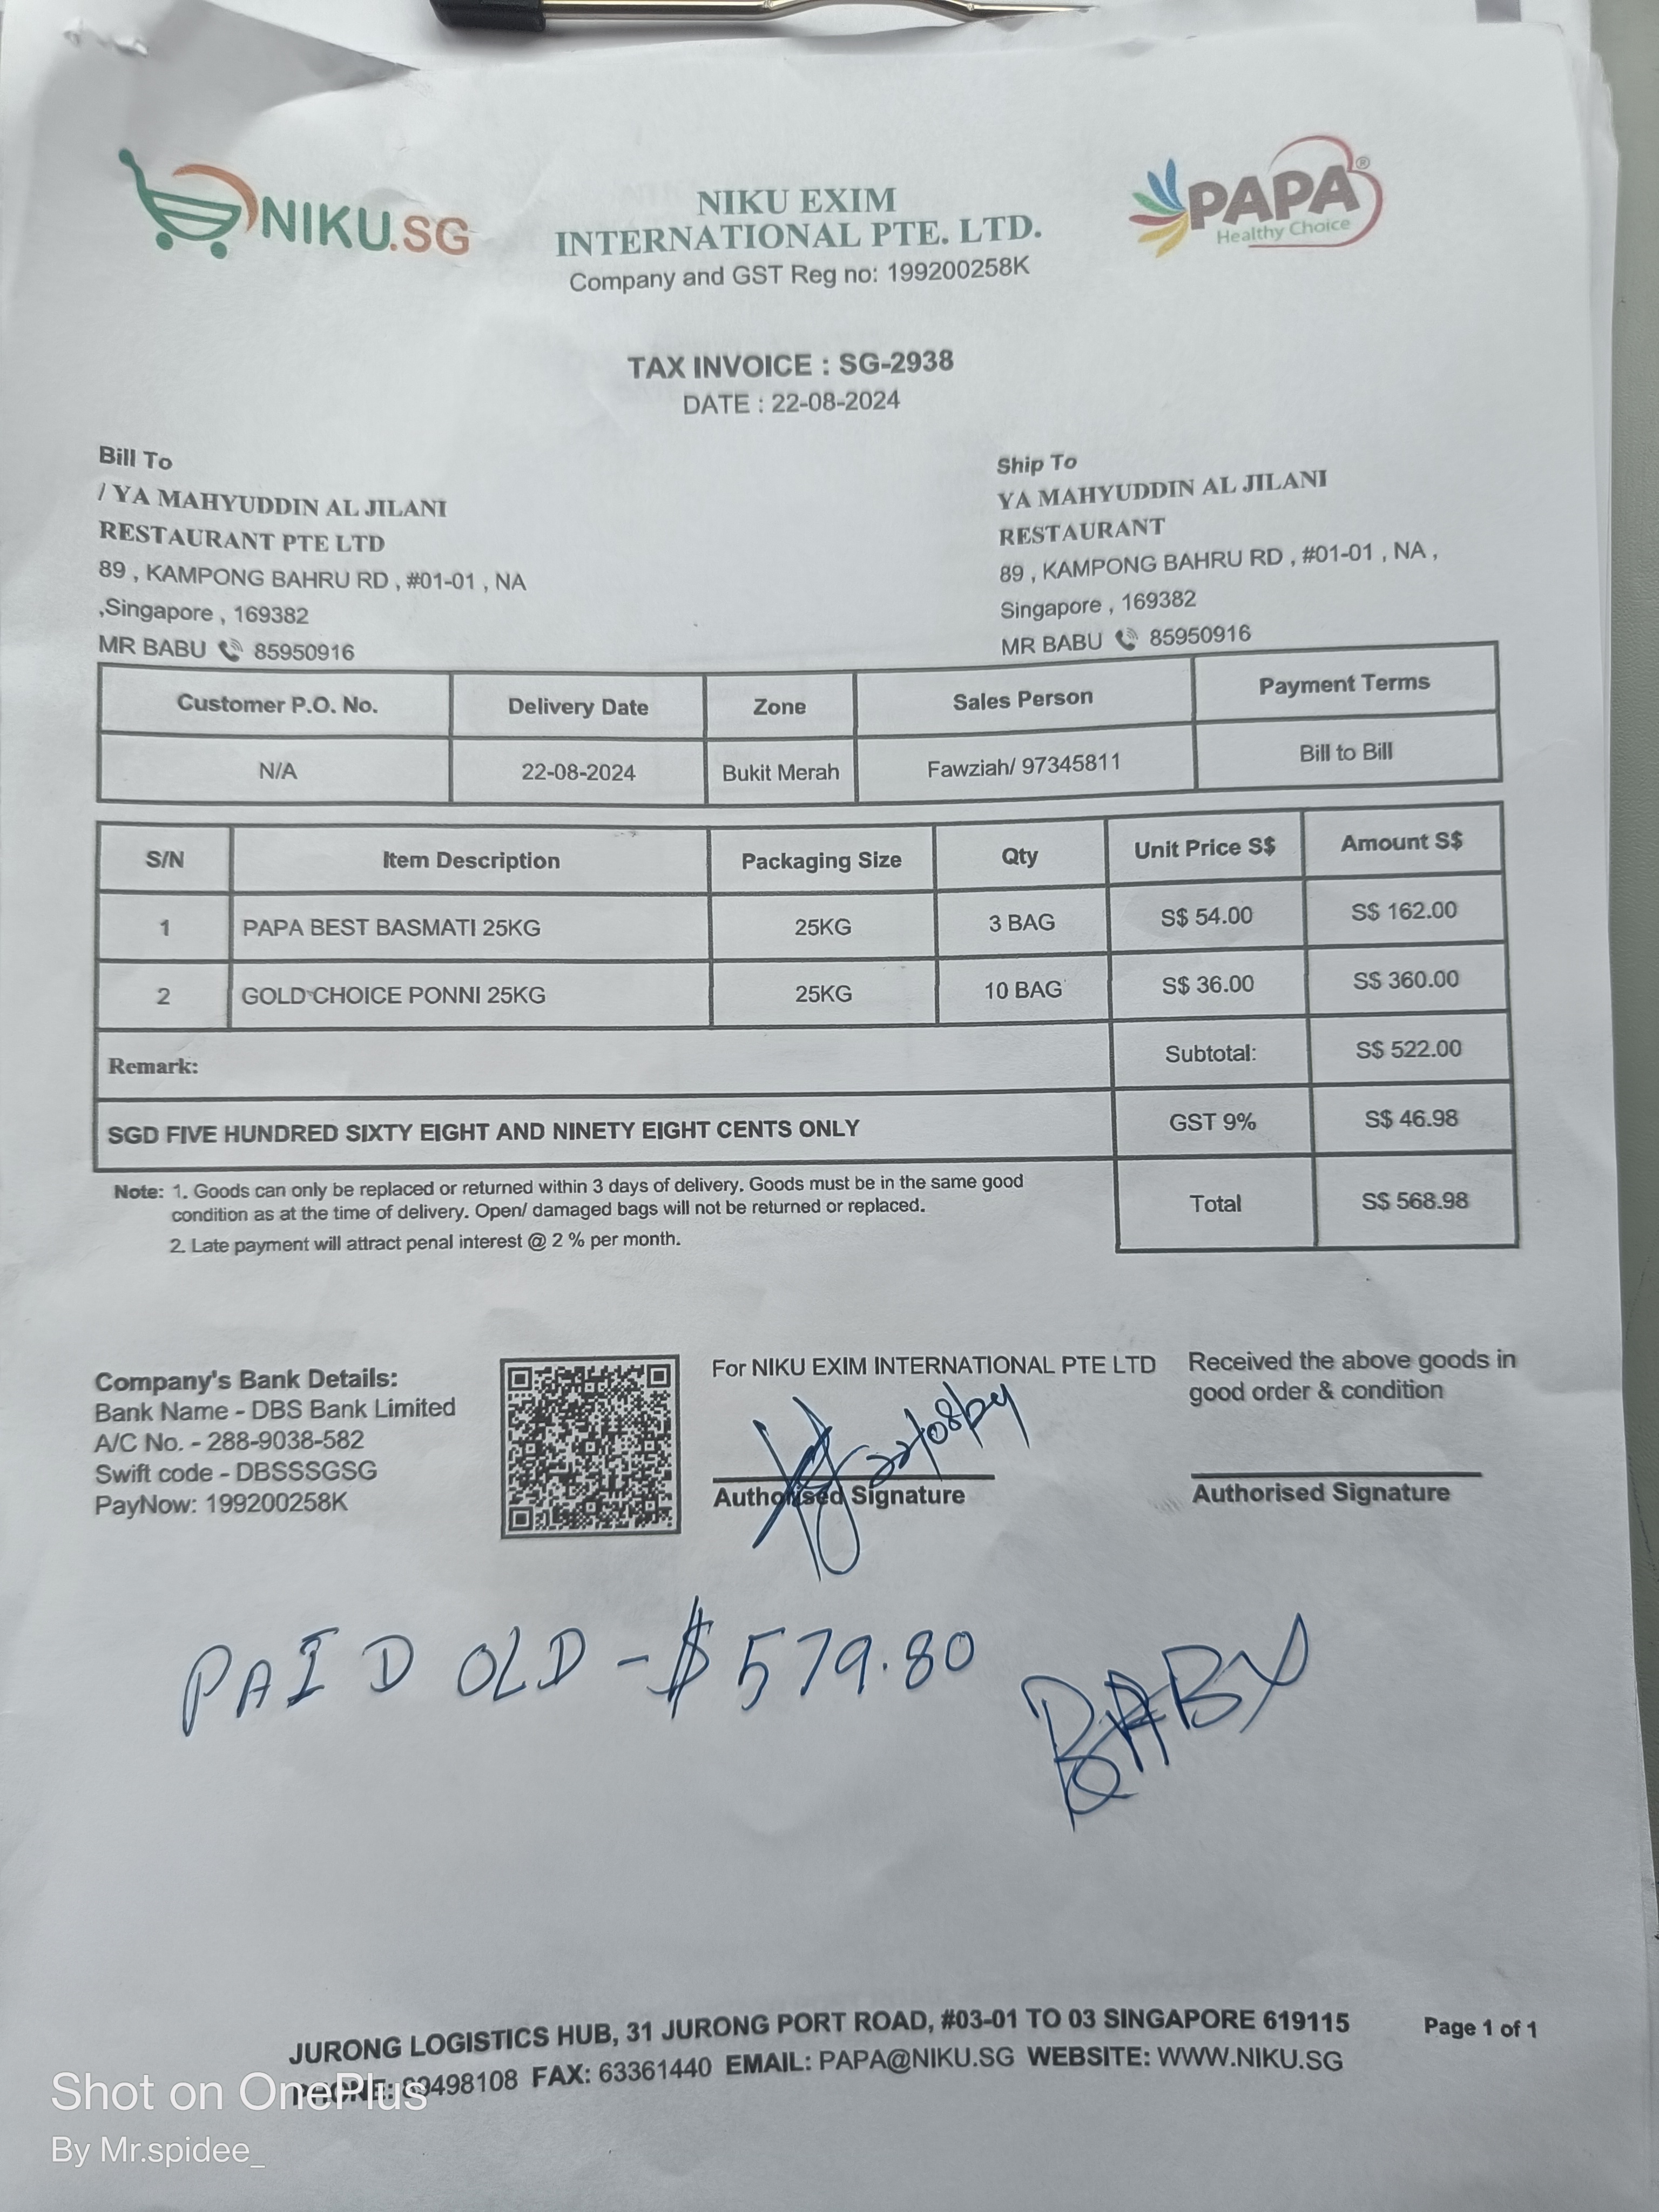 NIKU.SG
NIKU EXIM
INTERNATIONAL PTE. LTD.
Company and GST Reg no: 199200258K
PAPA®
Healthy Choice
TAX INVOICE : SG-2938
DATE : 22-08-2024
Bill To
/ YA MAHYUDDIN AL JILANI
RESTAURANT PTE LTD
89 , KAMPONG BAHRU RD , #01-01 , NA
,Singapore , 169382
MR BABU 85950916
Ship To
YA MAHYUDDIN AL JILANI
RESTAURANT
89 , KAMPONG BAHRU RD , #01-01 , NA ,
Singapore , 169382
MR BABU 85950916
Customer P.O. No. Delivery Date Zone Sales Person Payment Terms
N/A 22-08-2024 Bukit Merah Fawziah/ 97345811 Bill to Bill
S/N Item Description Packaging Size Qty Unit Price S$ Amount S$
1 PAPA BEST BASMATI 25KG 25KG 3 BAG S$ 54.00 S$ 162.00
2 GOLD CHOICE PONNI 25KG 25KG 10 BAG S$ 36.00 S$ 360.00
Remark: Subtotal: S$ 522.00
SGD FIVE HUNDRED SIXTY EIGHT AND NINETY EIGHT CENTS ONLY GST 9% S$ 46.98
Total S$ 568.98
Note: 1. Goods can only be replaced or returned within 3 days of delivery. Goods must be in the same good
condition as at the time of delivery. Open/ damaged bags will not be returned or replaced.
2. Late payment will attract penal interest @ 2 % per month.
Company's Bank Details:
Bank Name - DBS Bank Limited
A/C No. - 288-9038-582
Swift code - DBSSSGSG
PayNow: 199200258K
For NIKU EXIM INTERNATIONAL PTE LTD
22/08/24
Authorised Signature
Received the above goods in
good order & condition
Authorised Signature
PAID OLD - $ 579.80
JURONG LOGISTICS HUB, 31 JURONG PORT ROAD, #03-01 TO 03 SINGAPORE 619115
PHONE: 89498108 FAX: 63361440 EMAIL: PAPA@NIKU.SG WEBSITE: WWW.NIKU.SG
Page 1 of 1
Shot on OnePlus
By Mr.spidee_